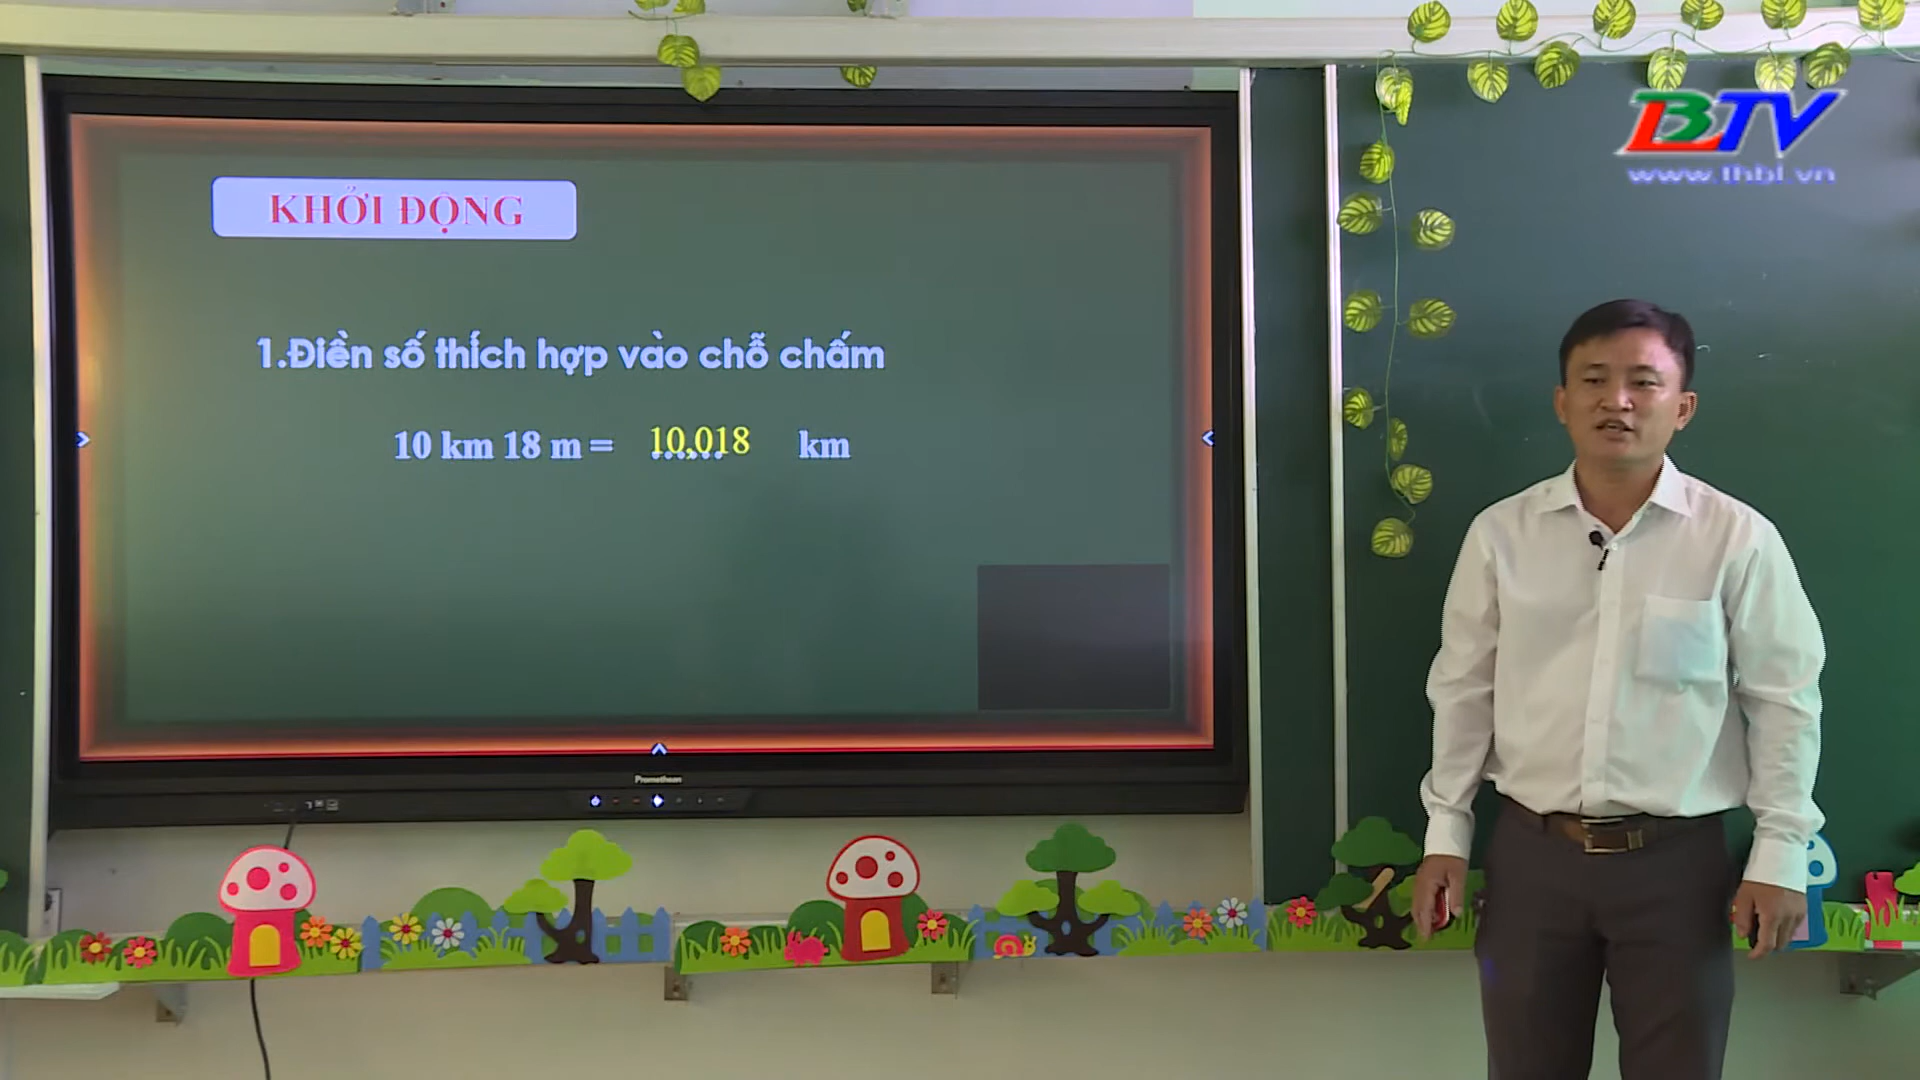 BTV
www.thbt.vn
KHỞI ĐỘNG
1.Điền số thích hợp vào chỗ chấm
10 km 18 m = 10,018 km
Promethean